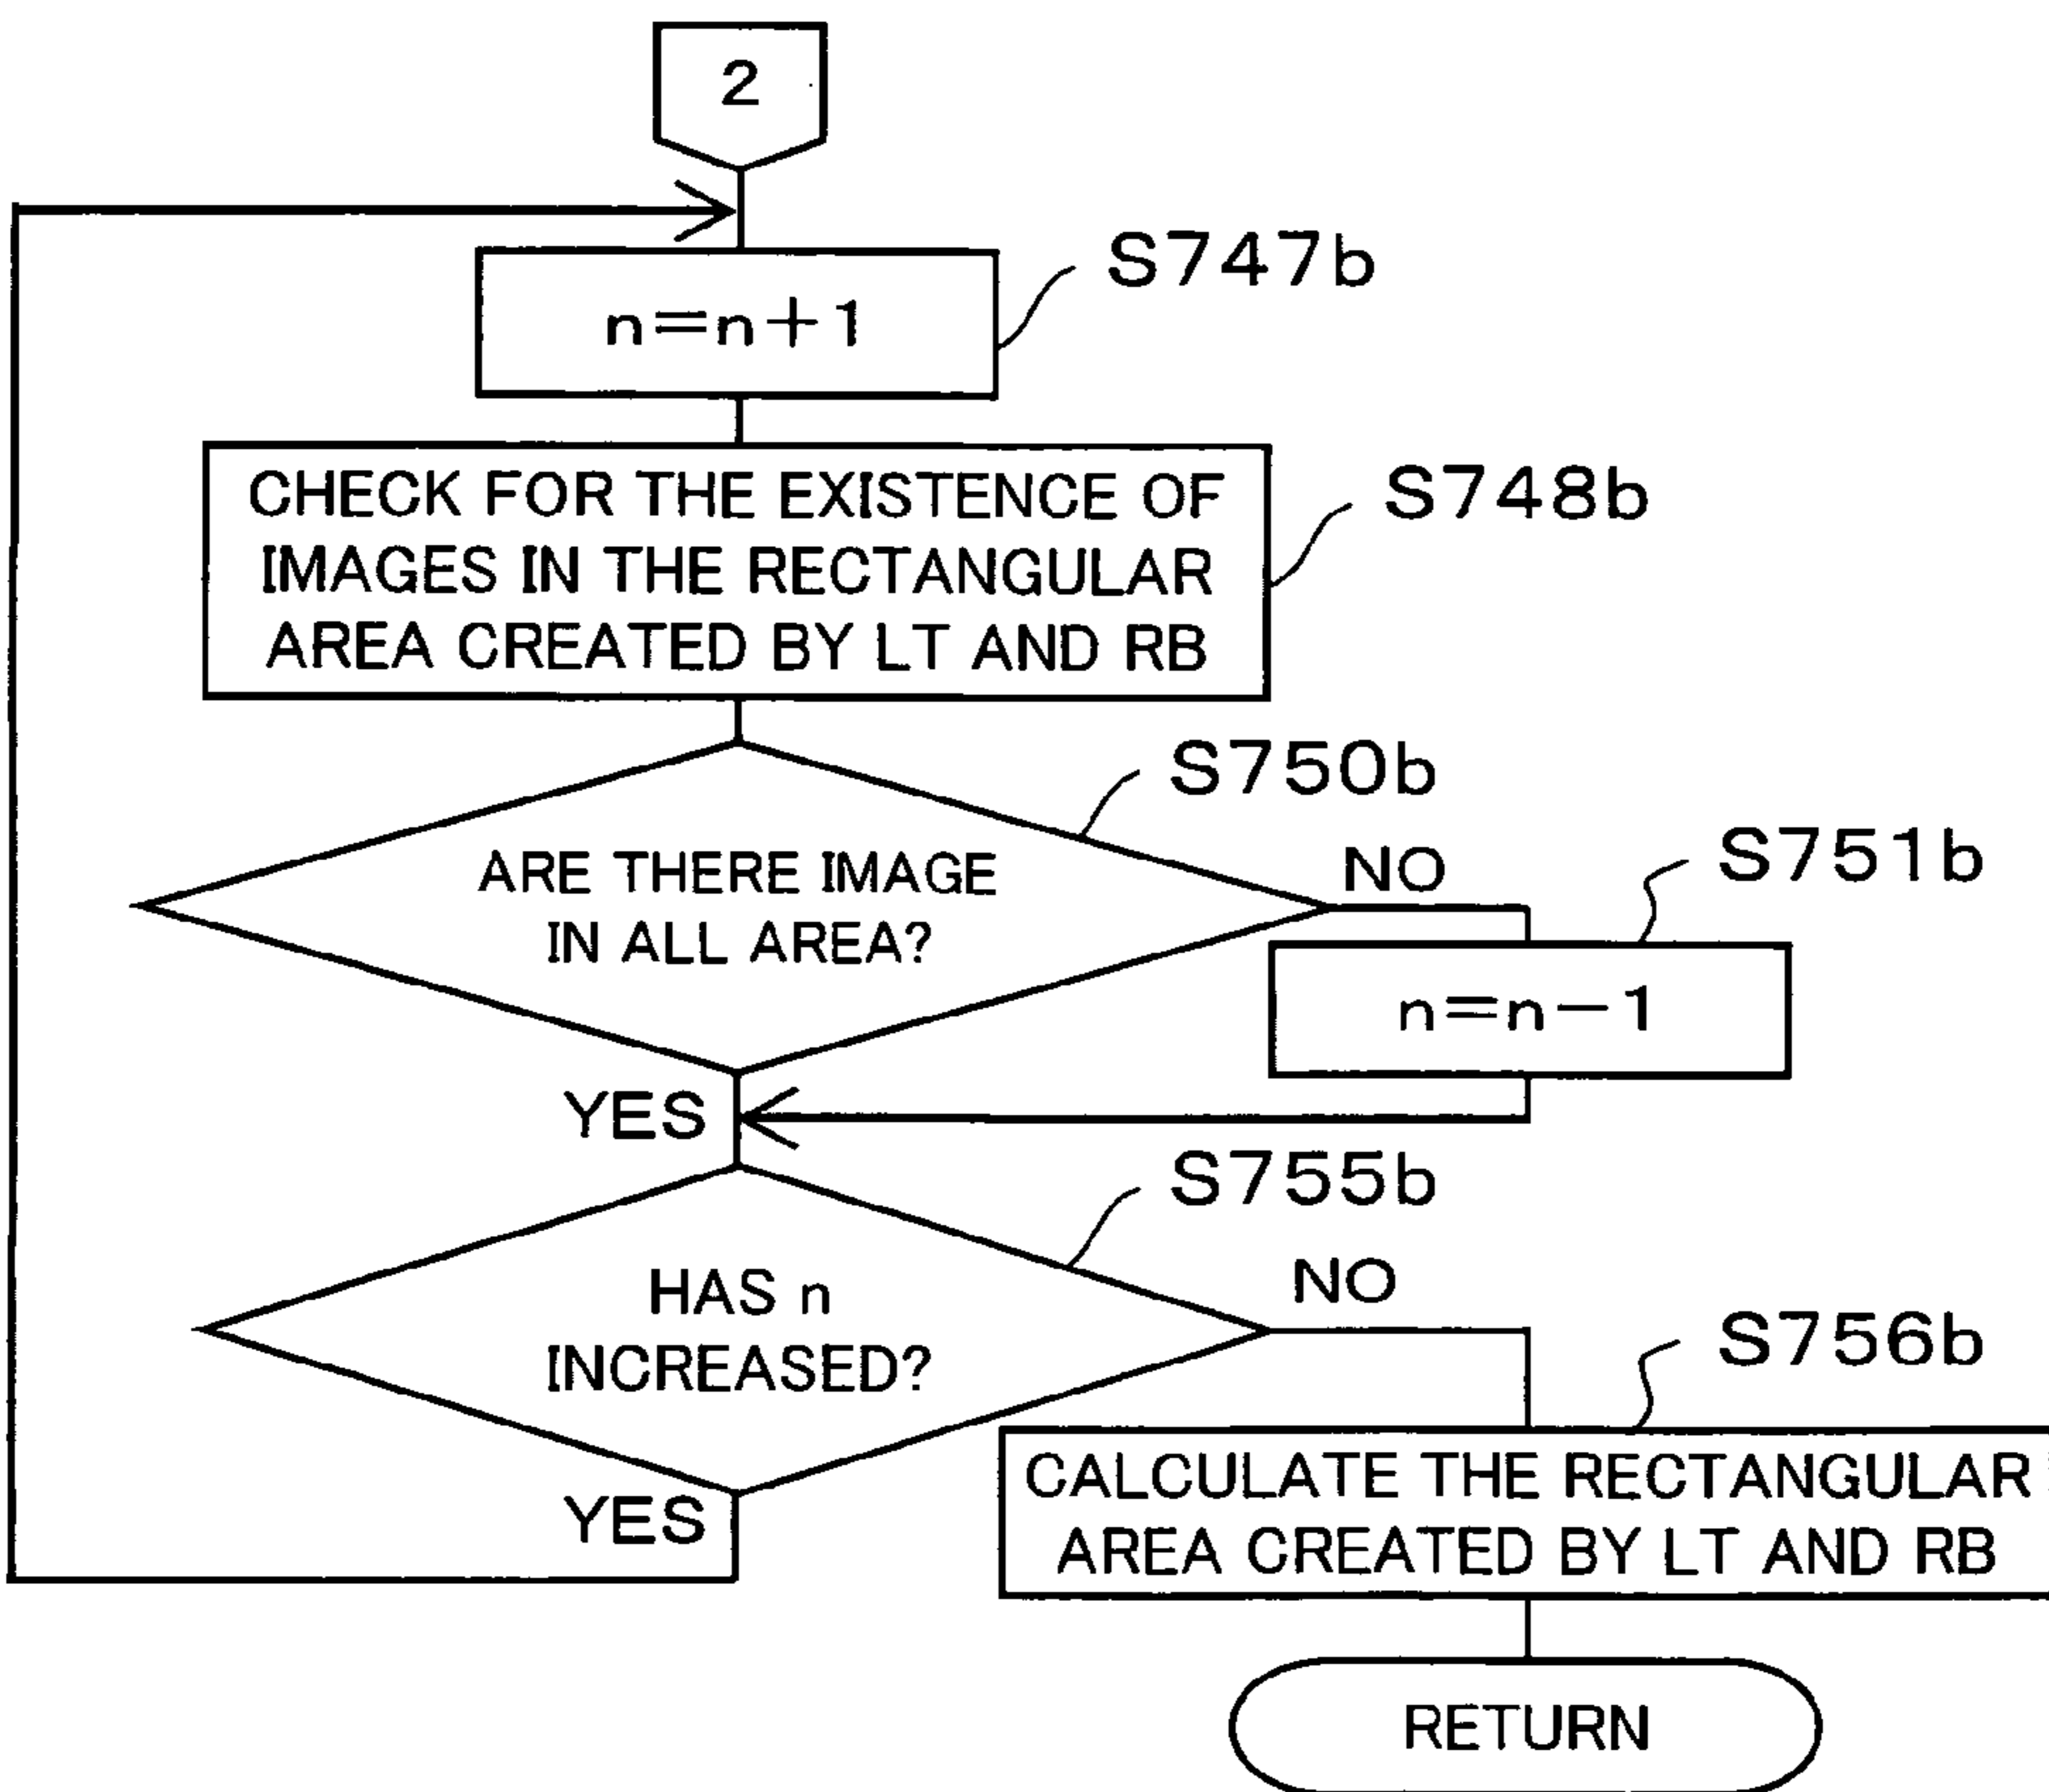 2
S747b
n=n+1
S748b
CHECK FOR THE EXISTENCE OF
IMAGES IN THE RECTANGULAR
AREA CREATED BY LT AND RB
S750b
NO
S751b
ARE THERE IMAGE
IN ALL AREA?
n=n-1
YES
S755b
NO
HAS n
INCREASED?
S756b
YES
CALCULATE THE RECTANGULAR
AREA CREATED BY LT AND RB
RETURN